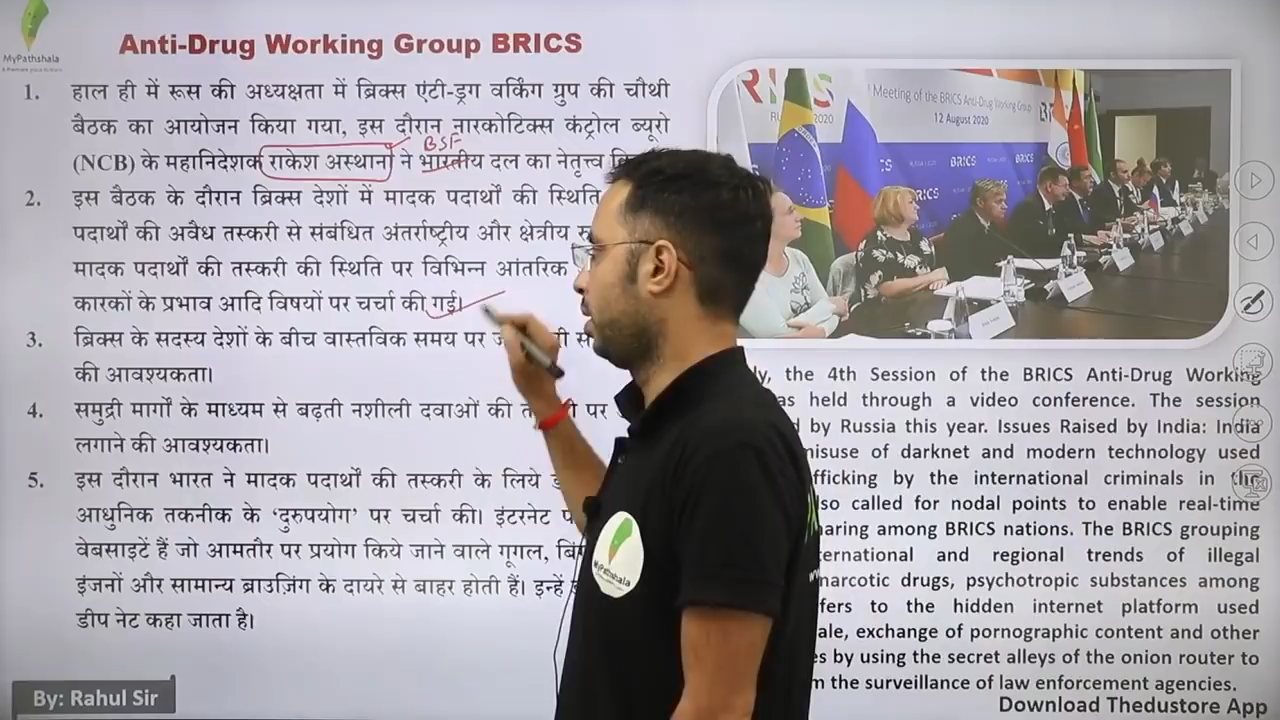 MyPathshala
Anti-Drug Working Group BRICS
1. हाल ही में रूस की अध्यक्षता में ब्रिक्स एंटी-ड्रग वर्किंग ग्रुप की चौथी
बैठक का आयोजन किया गया, इस दौरान नारकोटिक्स कंट्रोल ब्यूरो
BSF
(NCB) के महानिदेशक राकेश अस्थाना ने भारतीय दल का नेतृत्त्व
2. इस बैठक के दौरान ब्रिक्स देशों में मादक पदार्थों की स्थिति
पदार्थों की अवैध तस्करी से संबंधित अंतर्राष्ट्रीय और क्षेत्रीय
मादक पदार्थों की तस्करी की स्थिति पर विभिन्न आंतरिक
कारकों के प्रभाव आदि विषयों पर चर्चा की गई।
3. ब्रिक्स के सदस्य देशों के बीच वास्तविक समय पर
की आवश्यकता।
4. समुद्री मार्गों के माध्यम से बढ़ती नशीली दवाओं की पर
लगाने की आवश्यकता।
5. इस दौरान भारत ने मादक पदार्थों की तस्करी के लिये
आधुनिक तकनीक के ‘दुरुपयोग’ पर चर्चा की। इंटरनेट
वेबसाइटें हैं जो आमतौर पर प्रयोग किये जाने वाले गूगल,
इंजनों और सामान्य ब्राउज़िंग के दायरे से बाहर होती हैं। इन्हें
डीप नेट कहा जाता है।
Meeting of the BRICS Anti-Drug Working Group
12 August 2020
BRICS
the 4th Session of the BRICS Anti-Drug Working
held through a video conference. The session
by Russia this year. Issues Raised by India: India
misuse of darknet and modern technology used
by the international criminals in the
also called for nodal points to enable real-time
among BRICS nations. The BRICS grouping
and regional trends of illegal
narcotic drugs, psychotropic substances among
to the hidden internet platform used
exchange of pornographic content and other
by using the secret alleys of the onion router to
the surveillance of law enforcement agencies.
MyPathshala
By: Rahul Sir
Download Thedustore App